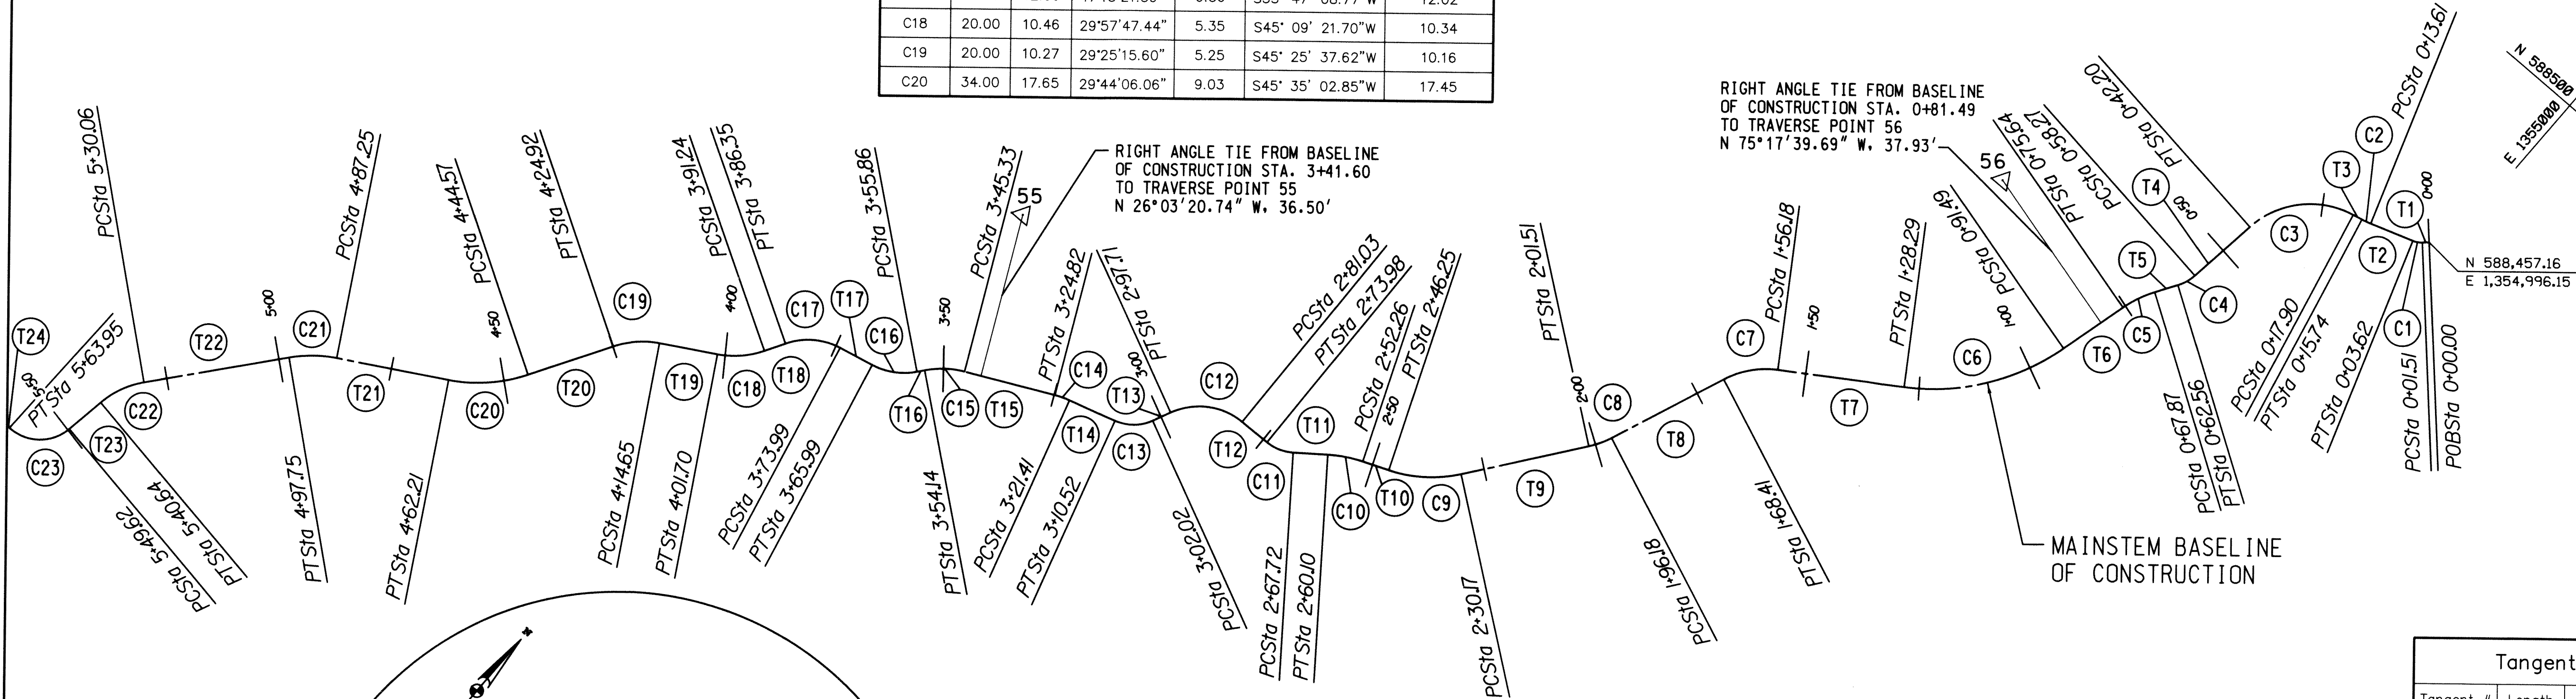 C18 20.00 10.46 29°57'47.44" 5.35 S45° 09' 21.70"W 10.34
C19 20.00 10.27 29°25'15.60" 5.25 S45° 25' 37.62"W 10.16
C20 34.00 17.65 29°44'06.06" 9.03 S45° 35' 02.85"W 17.45
RIGHT ANGLE TIE FROM BASELINE
OF CONSTRUCTION STA. 3+41.60
TO TRAVERSE POINT 55
N 26°03'20.74" W, 36.50'
55
RIGHT ANGLE TIE FROM BASELINE
OF CONSTRUCTION STA. 0+81.49
TO TRAVERSE POINT 56
N 75°17'39.69" W, 37.93'
56
N 588500
E 1355000
N 588,457.16
E 1,354,996.15
MAINSTEM BASELINE
OF CONSTRUCTION
PCSta 5+30.06
PCSta 4+87.25
PCSta 4+44.57
PTSta 4+24.92
PCSta 3+91.24
PTSta 3+86.35
PCSta 3+55.86
PCSta 3+45.33
PTSta 3+24.82
PTSta 2+97.71
PCSta 2+81.03
PTSta 2+73.98
PCSta 2+52.26
PTSta 2+46.25
PTSta 2+01.51
PCSta 1+56.18
PTSta 1+28.29
PCSta 0+91.49
PTSta 0+75.64
PCSta 0+58.27
PTSta 0+42.20
PCSta 0+13.61
T24
5+50
PTSta 5+63.95
C23
T23
C22
T22
5+00
C21
T21
C20
4+50
T20
C19
T19
4+00
C18
T18
C17
T17
C16
T16
3+50
C15
T15
C14
T14
C13
T13
3+00
C12
T12
C11
T11
C10
2+50
T10
C9
T9
2+00
C8
T8
C7
1+50
T7
C6
1+00
T6
C5
T5
C4
T4
0+50
C3
T3
C2
T2
T1
C1
0+00
PCSta 5+49.62
PTSta 5+40.64
PTSta 4+97.75
PTSta 4+62.21
PCSta 4+14.65
PTSta 4+01.70
PCSta 3+73.99
PTSta 3+65.99
PTSta 3+54.14
PCSta 3+21.41
PTSta 3+10.52
PCSta 3+02.02
PCSta 2+67.72
PTSta 2+60.10
PCSta 2+30.17
PCSta 1+96.18
PTSta 1+68.41
PCSta 0+67.87
PTSta 0+62.56
PCSta 0+17.90
PTSta 0+15.74
PTSta 0+03.62
PCSta 0+01.51
POBSta 0+00.00
Tangent